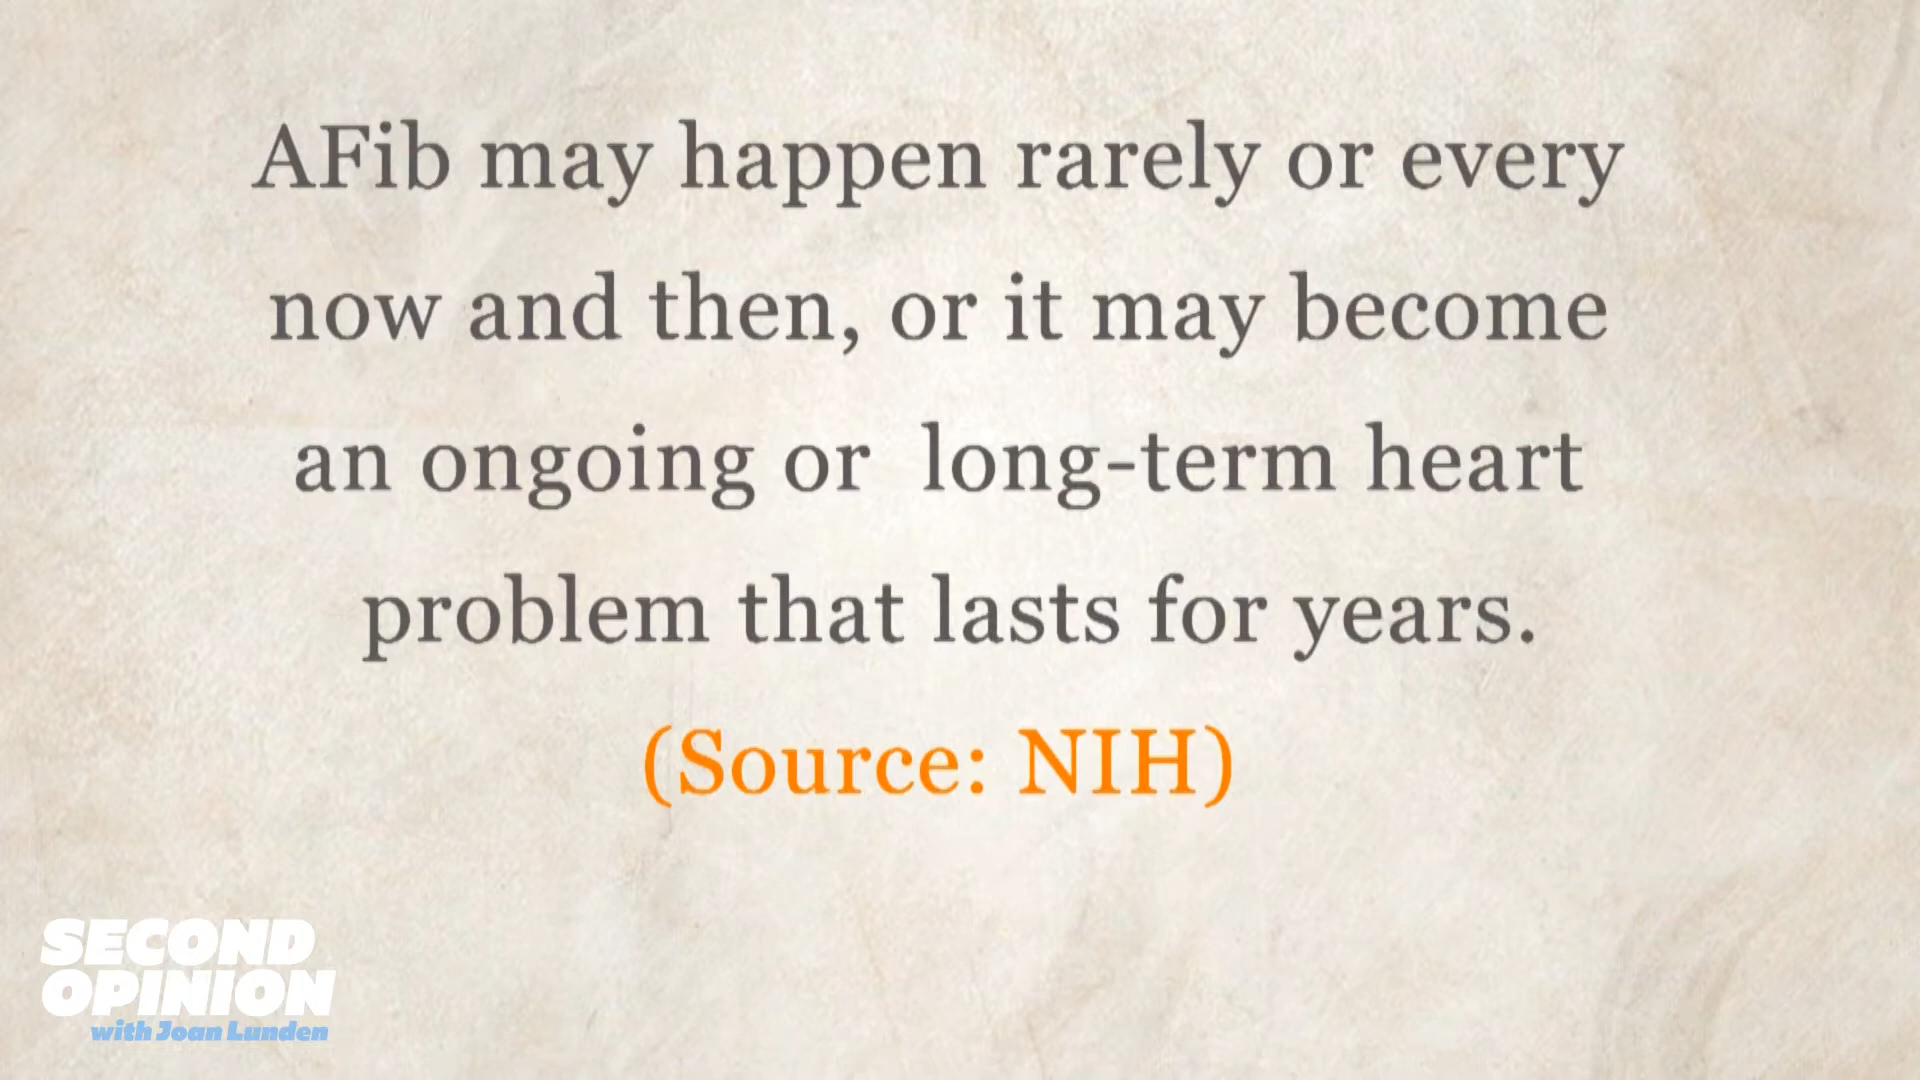 AFib may happen rarely or every
now and then, or it may become
an ongoing or  long-term heart
problem that lasts for years.
(Source: NIH)
SECOND
OPINION
with Joan Lunden